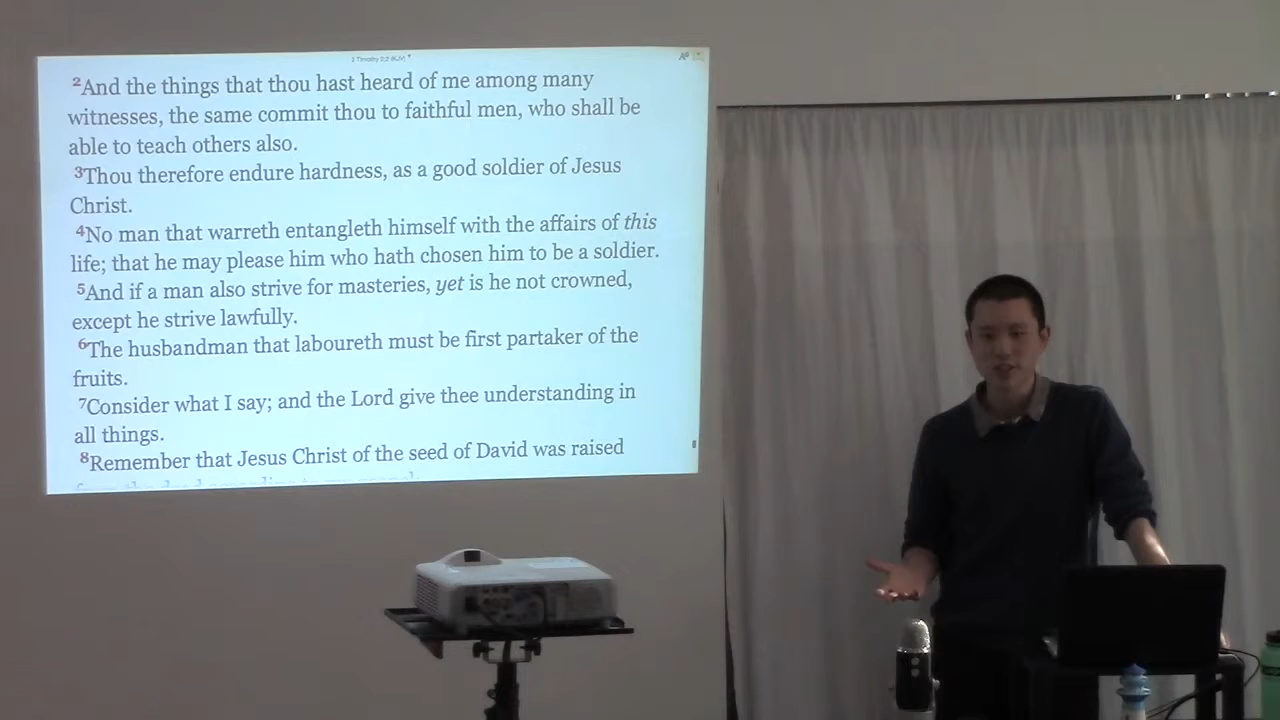 2 Timothy 2:2 (KJV)
²And the things that thou hast heard of me among many
witnesses, the same commit thou to faithful men, who shall be
able to teach others also.
³Thou therefore endure hardness, as a good soldier of Jesus
Christ.
⁴No man that warreth entangleth himself with the affairs of this
life; that he may please him who hath chosen him to be a soldier.
⁵And if a man also strive for masteries, yet is he not crowned,
except he strive lawfully.
⁶The husbandman that laboureth must be first partaker of the
fruits.
⁷Consider what I say; and the Lord give thee understanding in
all things.
⁸Remember that Jesus Christ of the seed of David was raised